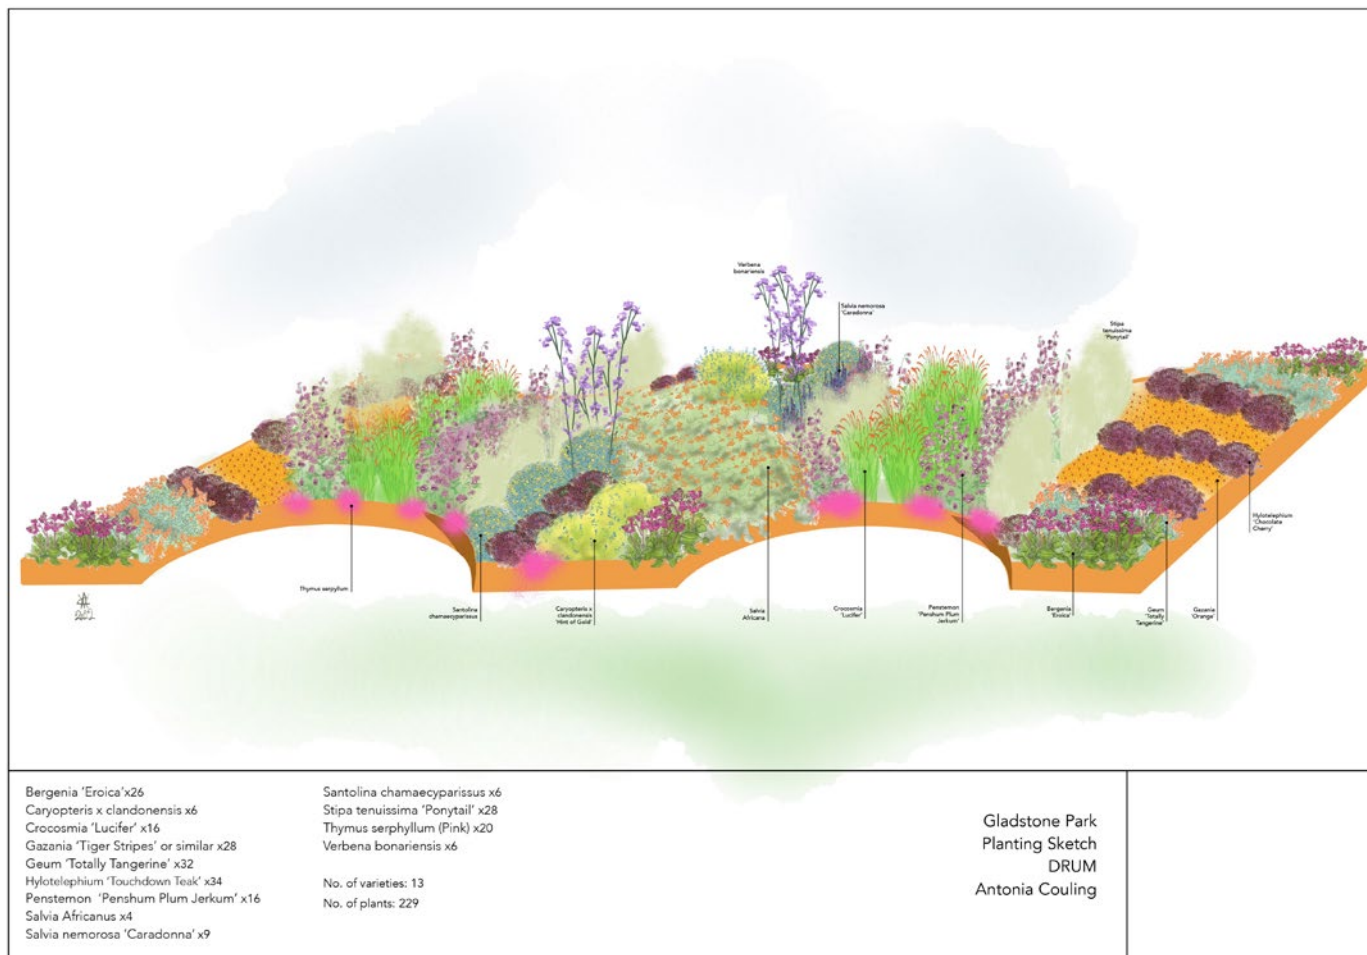 Verbena
bonariensis
Salvia nemorosa
'Caradonna'
Stipa
tenuissima
'Ponytail'
Hylotelephium
'Chocolate
Cherry'
Thymus serpyllum
Santolina
chamaecyparissus
Caryopteris x
clandonensis
'Hint of Gold'
Salvia
Africana
Crocosmia
'Lucifer'
Penstemon
'Penshum Plum
Jerkum'
Bergenia
'Eroica'
Geum
'Totally
Tangerine'
Gazania
'Orange'
Bergenia 'Eroica'x26
Caryopteris x clandonensis x6
Crocosmia 'Lucifer' x16
Gazania 'Tiger Stripes' or similar x28
Geum 'Totally Tangerine' x32
Hylotelephium 'Touchdown Teak' x34
Penstemon 'Penshum Plum Jerkum' x16
Salvia Africanus x4
Salvia nemorosa 'Caradonna' x9
Santolina chamaecyparissus x6
Stipa tenuissima 'Ponytail' x28
Thymus serphyllum (Pink) x20
Verbena bonariensis x6
No. of varieties: 13
No. of plants: 229
Gladstone Park
Planting Sketch
DRUM
Antonia Couling